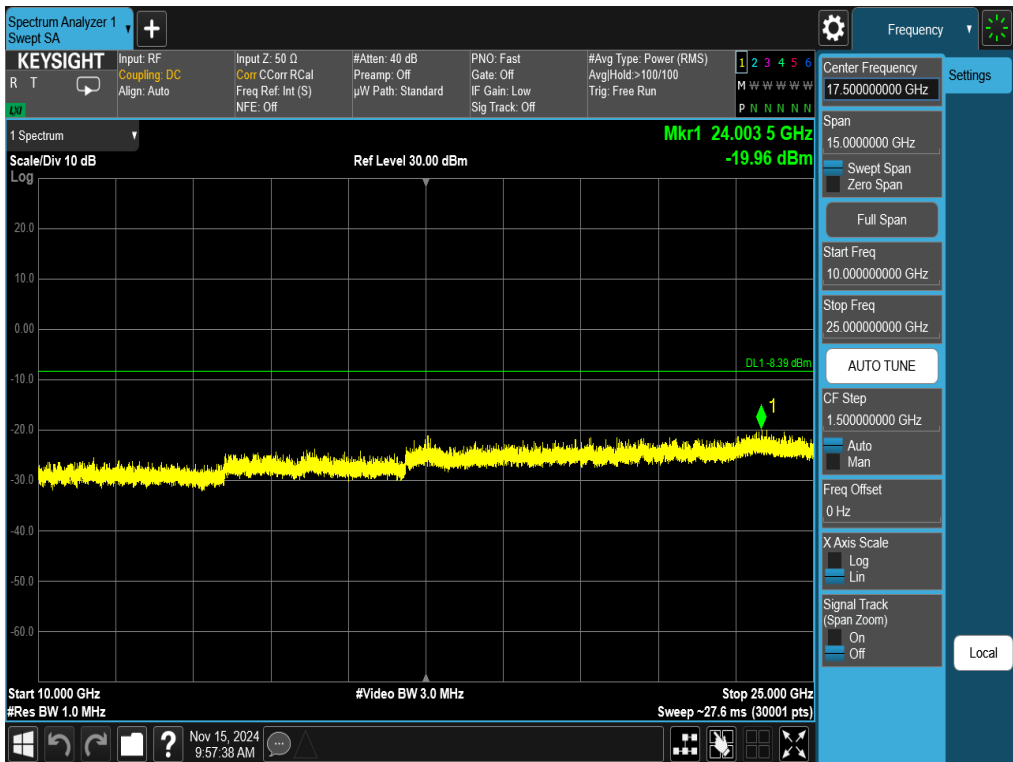 Spectrum Analyzer 1
Swept SA
+
Frequency
KEYSIGHT
R T
LXI
Input: RF
Coupling: DC
Align: Auto
Input Z: 50 Ω
Corr CCorr RCal
Freq Ref: Int (S)
NFE: Off
#Atten: 40 dB
Preamp: Off
µW Path: Standard
PNO: Fast
Gate: Off
IF Gain: Low
Sig Track: Off
#Avg Type: Power (RMS)
Avg|Hold:>100/100
Trig: Free Run
1 2 3 4 5 6
M W W W W W
P N N N N N
1 Spectrum
Scale/Div 10 dB
Log
Ref Level 30.00 dBm
Mkr1 24.003 5 GHz
-19.96 dBm
20.0
10.0
0.00
-10.0
-20.0
-30.0
-40.0
-50.0
-60.0
DL1 -8.39 dBm
1
Start 10.000 GHz
#Res BW 1.0 MHz
#Video BW 3.0 MHz
Stop 25.000 GHz
Sweep ~27.6 ms (30001 pts)
Center Frequency
17.500000000 GHz
Span
15.0000000 GHz
Swept Span
Zero Span
Full Span
Start Freq
10.000000000 GHz
Stop Freq
25.000000000 GHz
AUTO TUNE
CF Step
1.500000000 GHz
Auto
Man
Freq Offset
0 Hz
X Axis Scale
Log
Lin
Signal Track
(Span Zoom)
On
Off
Settings
Local
?
Nov 15, 2024
9:57:38 AM